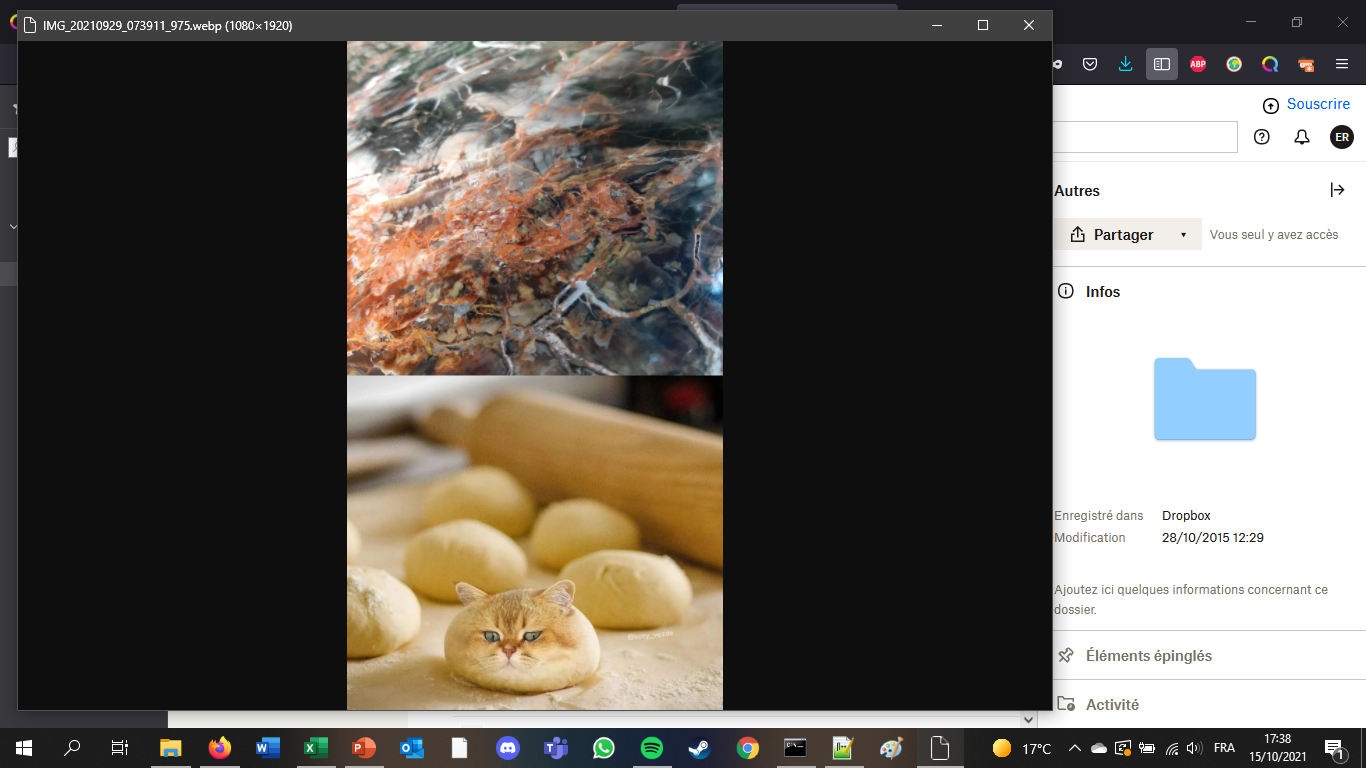 IMG_20210929_073911_975.webp (1080×1920)
ABP
Souscrire
ER
Autres
Partager
Vous seul y avez accès
Infos
Enregistré dans Dropbox
Modification 28/10/2015 12:29
Ajoutez ici quelques informations concernant ce
dossier.
Éléments épinglés
Activité
17°C
FRA
17:38
15/10/2021
1